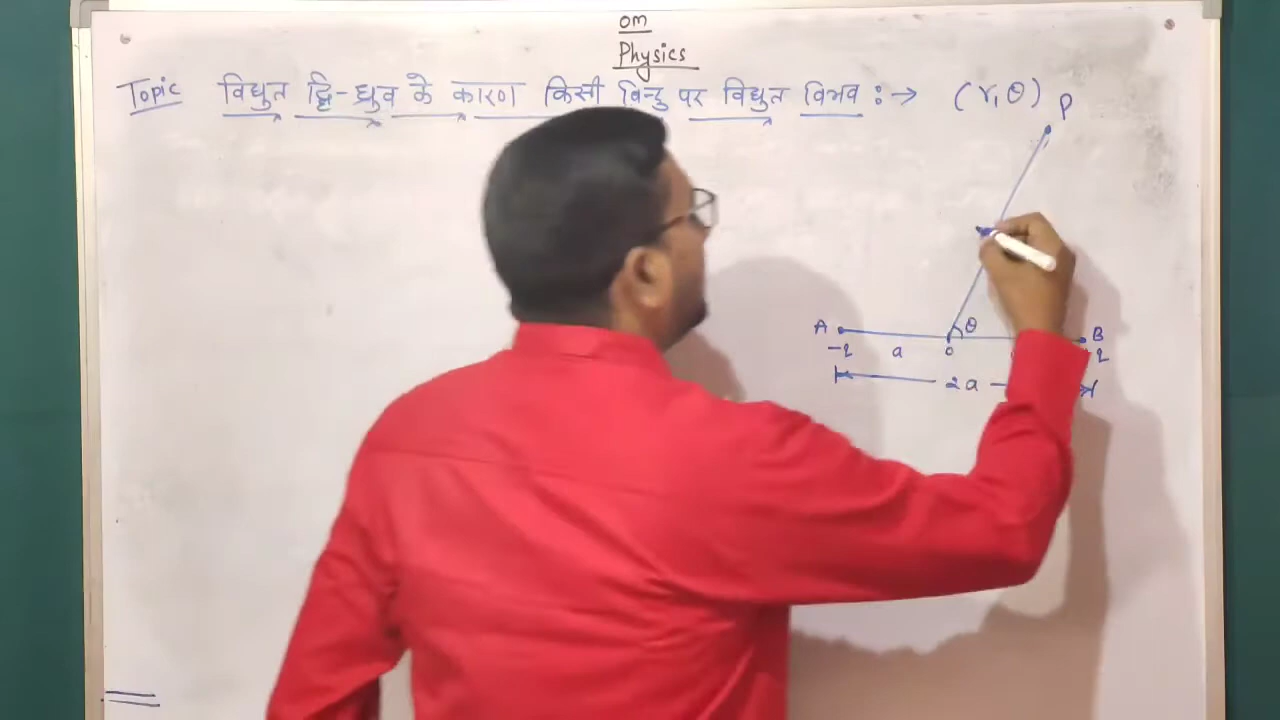 om
Physics
Topic विद्युत द्वि-ध्रुव के कारण किसी बिन्दु पर विद्युत विभव :→ (r, θ) P
A θ B
-q a o q
2a